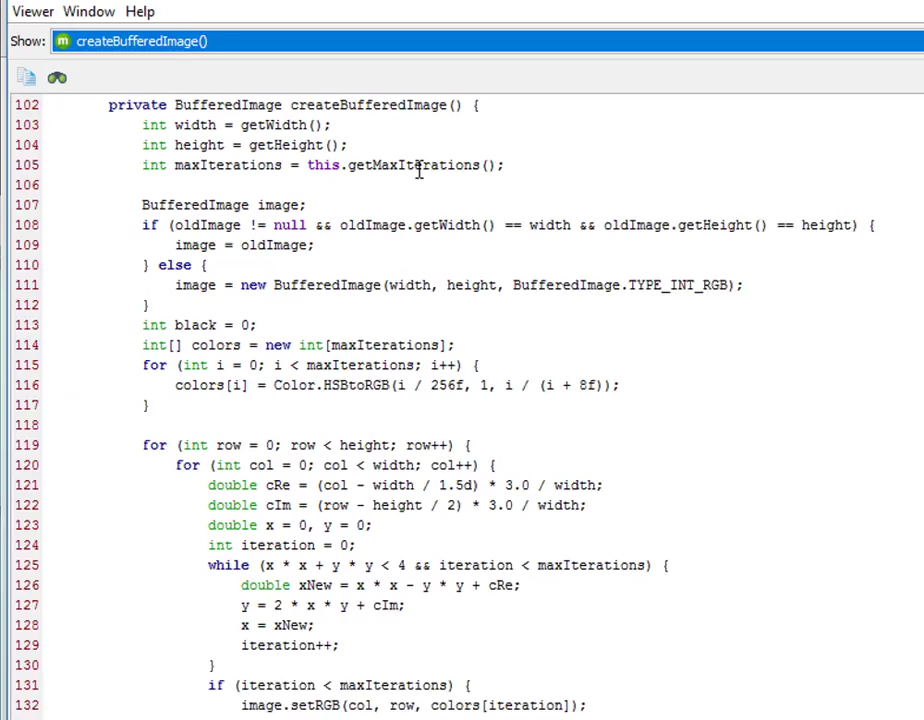 Viewer Window Help
Show: m createBufferedImage()
102 private BufferedImage createBufferedImage() {
103 int width = getWidth();
104 int height = getHeight();
105 int maxIterations = this.getMaxIterations();
106
107 BufferedImage image;
108 if (oldImage != null && oldImage.getWidth() == width && oldImage.getHeight() == height) {
109 image = oldImage;
110 } else {
111 image = new BufferedImage(width, height, BufferedImage.TYPE_INT_RGB);
112 }
113 int black = 0;
114 int[] colors = new int[maxIterations];
115 for (int i = 0; i < maxIterations; i++) {
116 colors[i] = Color.HSBtoRGB(i / 256f, 1, i / (i + 8f));
117 }
118
119 for (int row = 0; row < height; row++) {
120 for (int col = 0; col < width; col++) {
121 double cRe = (col - width / 1.5d) * 3.0 / width;
122 double cIm = (row - height / 2) * 3.0 / width;
123 double x = 0, y = 0;
124 int iteration = 0;
125 while (x * x + y * y < 4 && iteration < maxIterations) {
126 double xNew = x * x - y * y + cRe;
127 y = 2 * x * y + cIm;
128 x = xNew;
129 iteration++;
130 }
131 if (iteration < maxIterations) {
132 image.setRGB(col, row, colors[iteration]);